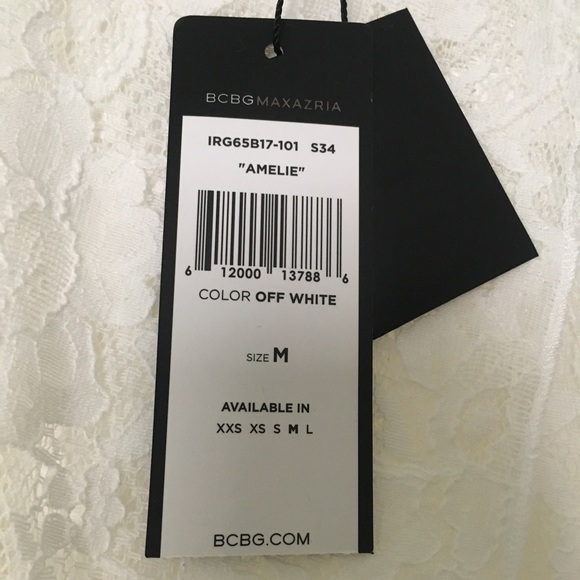 BCBGMAXAZRIA
IRG65B17-101 S34
"AMELIE"
6 12000 13788 6
COLOR OFF WHITE
SIZE M
AVAILABLE IN
XXS XS S M L
BCBG.COM